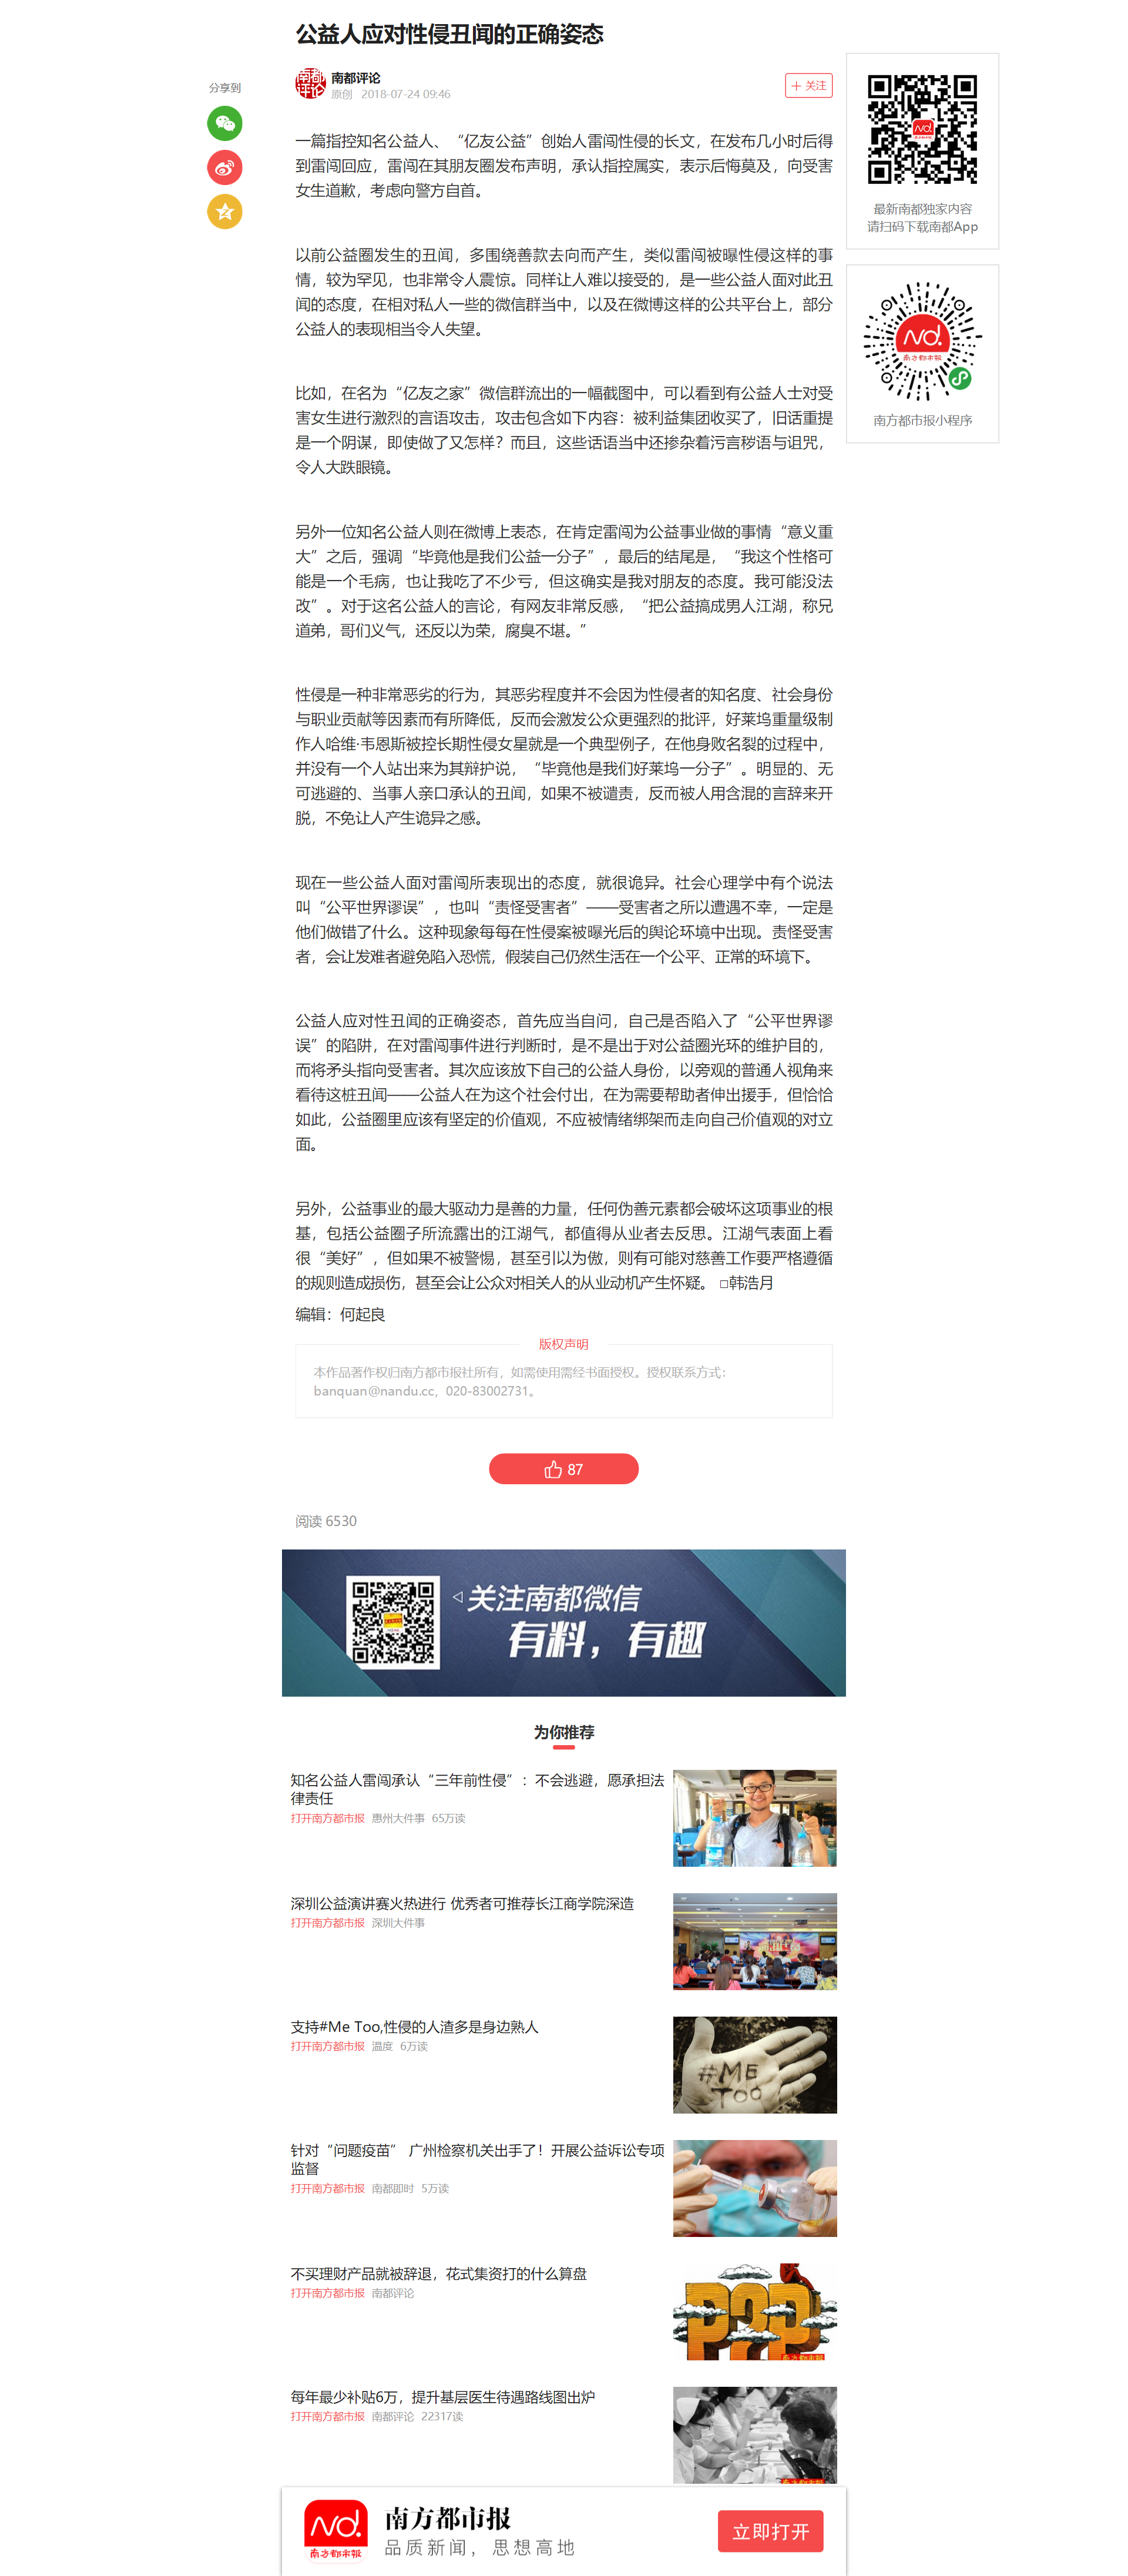 公益人应对性侵丑闻的正确姿态
分享到
南都评论
南都评论
原创 2018-07-24 09:46
+ 关注
最新南都独家内容
请扫码下载南都App
Nd.
南方都市报
南方都市报小程序
一篇指控知名公益人、“亿友公益”创始人雷闯性侵的长文，在发布几小时后得
到雷闯回应，雷闯在其朋友圈发布声明，承认指控属实，表示后悔莫及，向受害
女生道歉，考虑向警方自首。
以前公益圈发生的丑闻，多围绕善款去向而产生，类似雷闯被曝性侵这样的事
情，较为罕见，也非常令人震惊。同样让人难以接受的，是一些公益人面对此丑
闻的态度，在相对私人一些的微信群当中，以及在微博这样的公共平台上，部分
公益人的表现相当令人失望。
比如，在名为“亿友之家”微信群流出的一幅截图中，可以看到有公益人士对受
害女生进行激烈的言语攻击，攻击包含如下内容：被利益集团收买了，旧话重提
是一个阴谋，即使做了又怎样？而且，这些话语当中还掺杂着污言秽语与诅咒，
令人大跌眼镜。
另外一位知名公益人则在微博上表态，在肯定雷闯为公益事业做的事情“意义重
大”之后，强调“毕竟他是我们公益一分子”，最后的结尾是，“我这个性格可
能是一个毛病，也让我吃了不少亏，但这确实是我对朋友的态度。我可能没法
改”。对于这名公益人的言论，有网友非常反感，“把公益搞成男人江湖，称兄
道弟，哥们义气，还反以为荣，腐臭不堪。”
性侵是一种非常恶劣的行为，其恶劣程度并不会因为性侵者的知名度、社会身份
与职业贡献等因素而有所降低，反而会激发公众更强烈的批评，好莱坞重量级制
作人哈维·韦恩斯被控长期性侵女星就是一个典型例子，在他身败名裂的过程中，
并没有一个人站出来为其辩护说，“毕竟他是我们好莱坞一分子”。明显的、无
可逃避的、当事人亲口承认的丑闻，如果不被谴责，反而被人用含混的言辞来开
脱，不免让人产生诡异之感。
现在一些公益人面对雷闯所表现出的态度，就很诡异。社会心理学中有个说法
叫“公平世界谬误”，也叫“责怪受害者”——受害者之所以遭遇不幸，一定是
他们做错了什么。这种现象每每在性侵案被曝光后的舆论环境中出现。责怪受害
者，会让发难者避免陷入恐慌，假装自己仍然生活在一个公平、正常的环境下。
公益人应对性丑闻的正确姿态，首先应当自问，自己是否陷入了“公平世界谬
误”的陷阱，在对雷闯事件进行判断时，是不是出于对公益圈光环的维护目的，
而将矛头指向受害者。其次应该放下自己的公益人身份，以旁观的普通人视角来
看待这桩丑闻——公益人在为这个社会付出，在为需要帮助者伸出援手，但恰恰
如此，公益圈里应该有坚定的价值观，不应被情绪绑架而走向自己价值观的对立
面。
另外，公益事业的最大驱动力是善的力量，任何伪善元素都会破坏这项事业的根
基，包括公益圈子所流露出的江湖气，都值得从业者去反思。江湖气表面上看
很“美好”，但如果不被警惕，甚至引以为傲，则有可能对慈善工作要严格遵循
的规则造成损伤，甚至会让公众对相关人的从业动机产生怀疑。 □韩浩月
编辑：何起良
版权声明
本作品著作权归南方都市报社所有，如需使用需经书面授权。授权联系方式：
banquan@nandu.cc，020-83002731。
87
阅读 6530
关注南都微信
有料，有趣
为你推荐
知名公益人雷闯承认“三年前性侵”：不会逃避，愿承担法
律责任
打开南方都市报 惠州大件事 65万读
深圳公益演讲赛火热进行 优秀者可推荐长江商学院深造
打开南方都市报 深圳大件事
支持#Me Too,性侵的人渣多是身边熟人
打开南方都市报 温度 6万读
#ME
TOO
针对“问题疫苗” 广州检察机关出手了！开展公益诉讼专项
监督
打开南方都市报 南都即时 5万读
不买理财产品就被辞退，花式集资打的什么算盘
打开南方都市报 南都评论
P2P
南方都市报
每年最少补贴6万，提升基层医生待遇路线图出炉
打开南方都市报 南都评论 22317读
南方都市报
Nd.
南方都市报
南方都市报
品质新闻，思想高地
立即打开